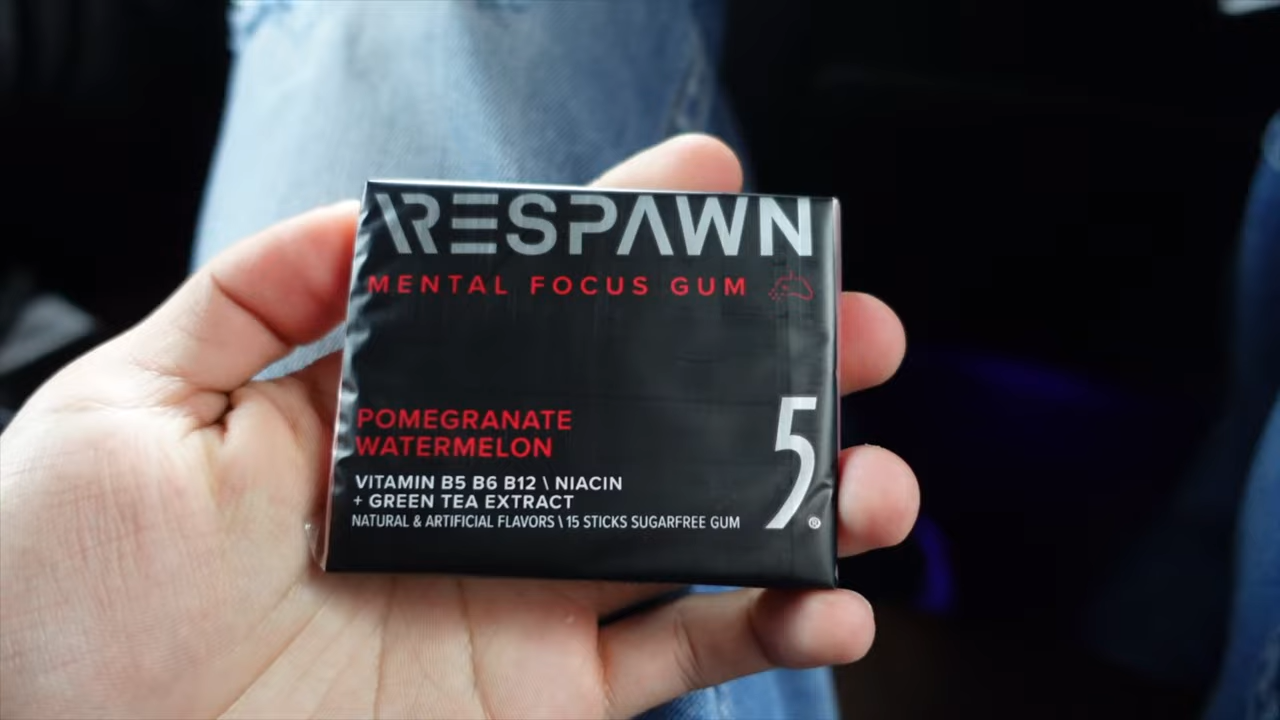 RESPAWN
MENTAL FOCUS GUM
POMEGRANATE
WATERMELON
VITAMIN B5 B6 B12 \ NIACIN
+ GREEN TEA EXTRACT
NATURAL & ARTIFICIAL FLAVORS \ 15 STICKS SUGARFREE GUM
5®